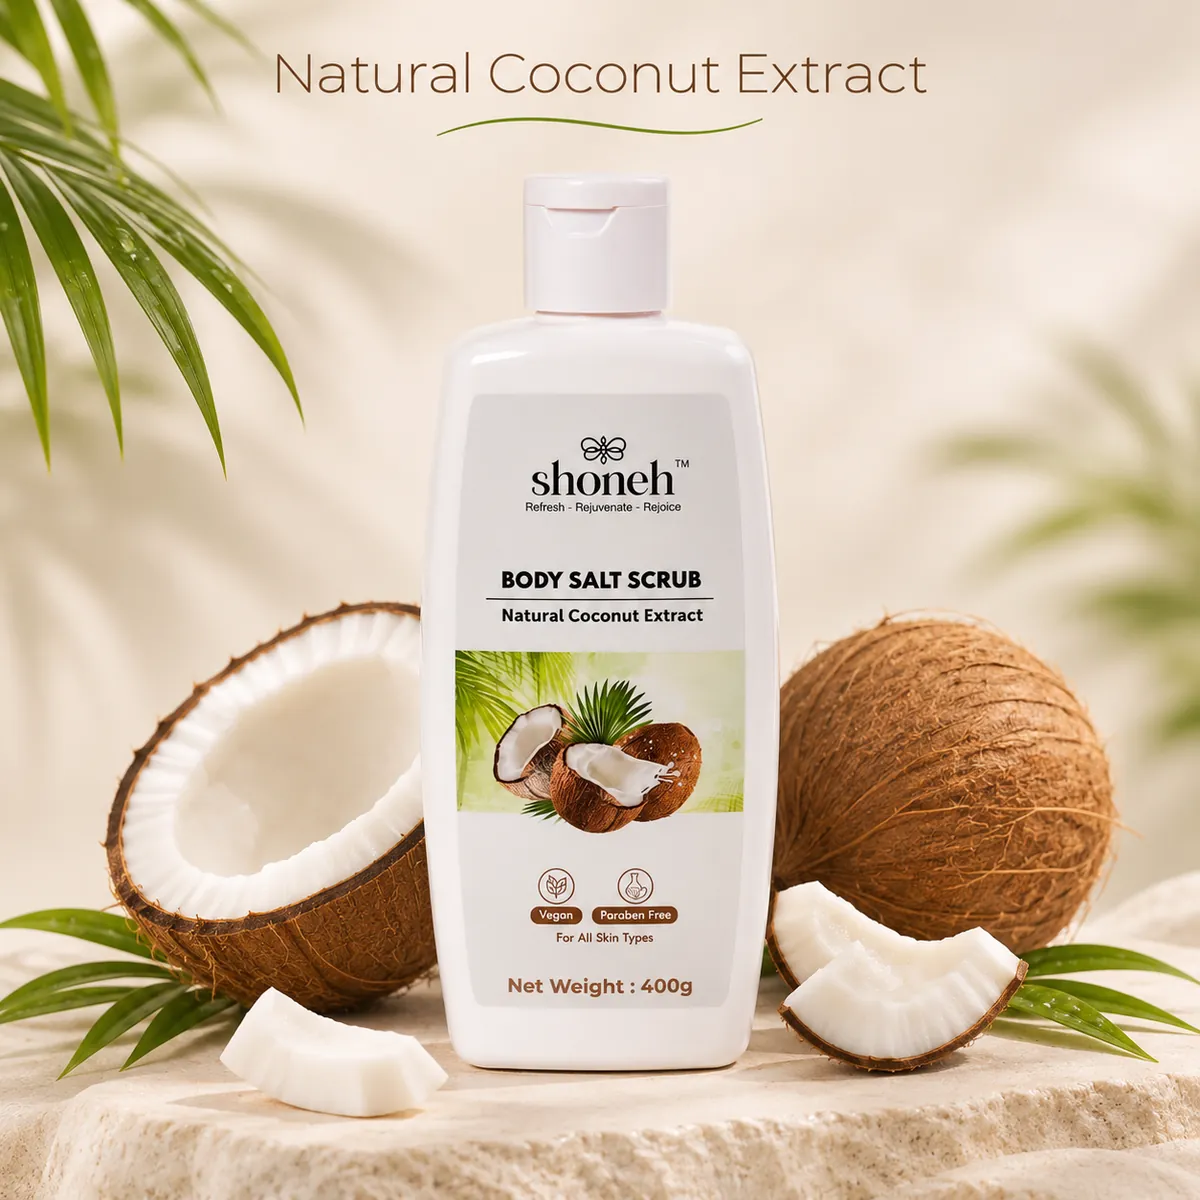 Natural Coconut Extract
shoneh™
Refresh - Rejuvenate - Rejoice
BODY SALT SCRUB
Natural Coconut Extract
Vegan
Paraben Free
For All Skin Types
Net Weight : 400g